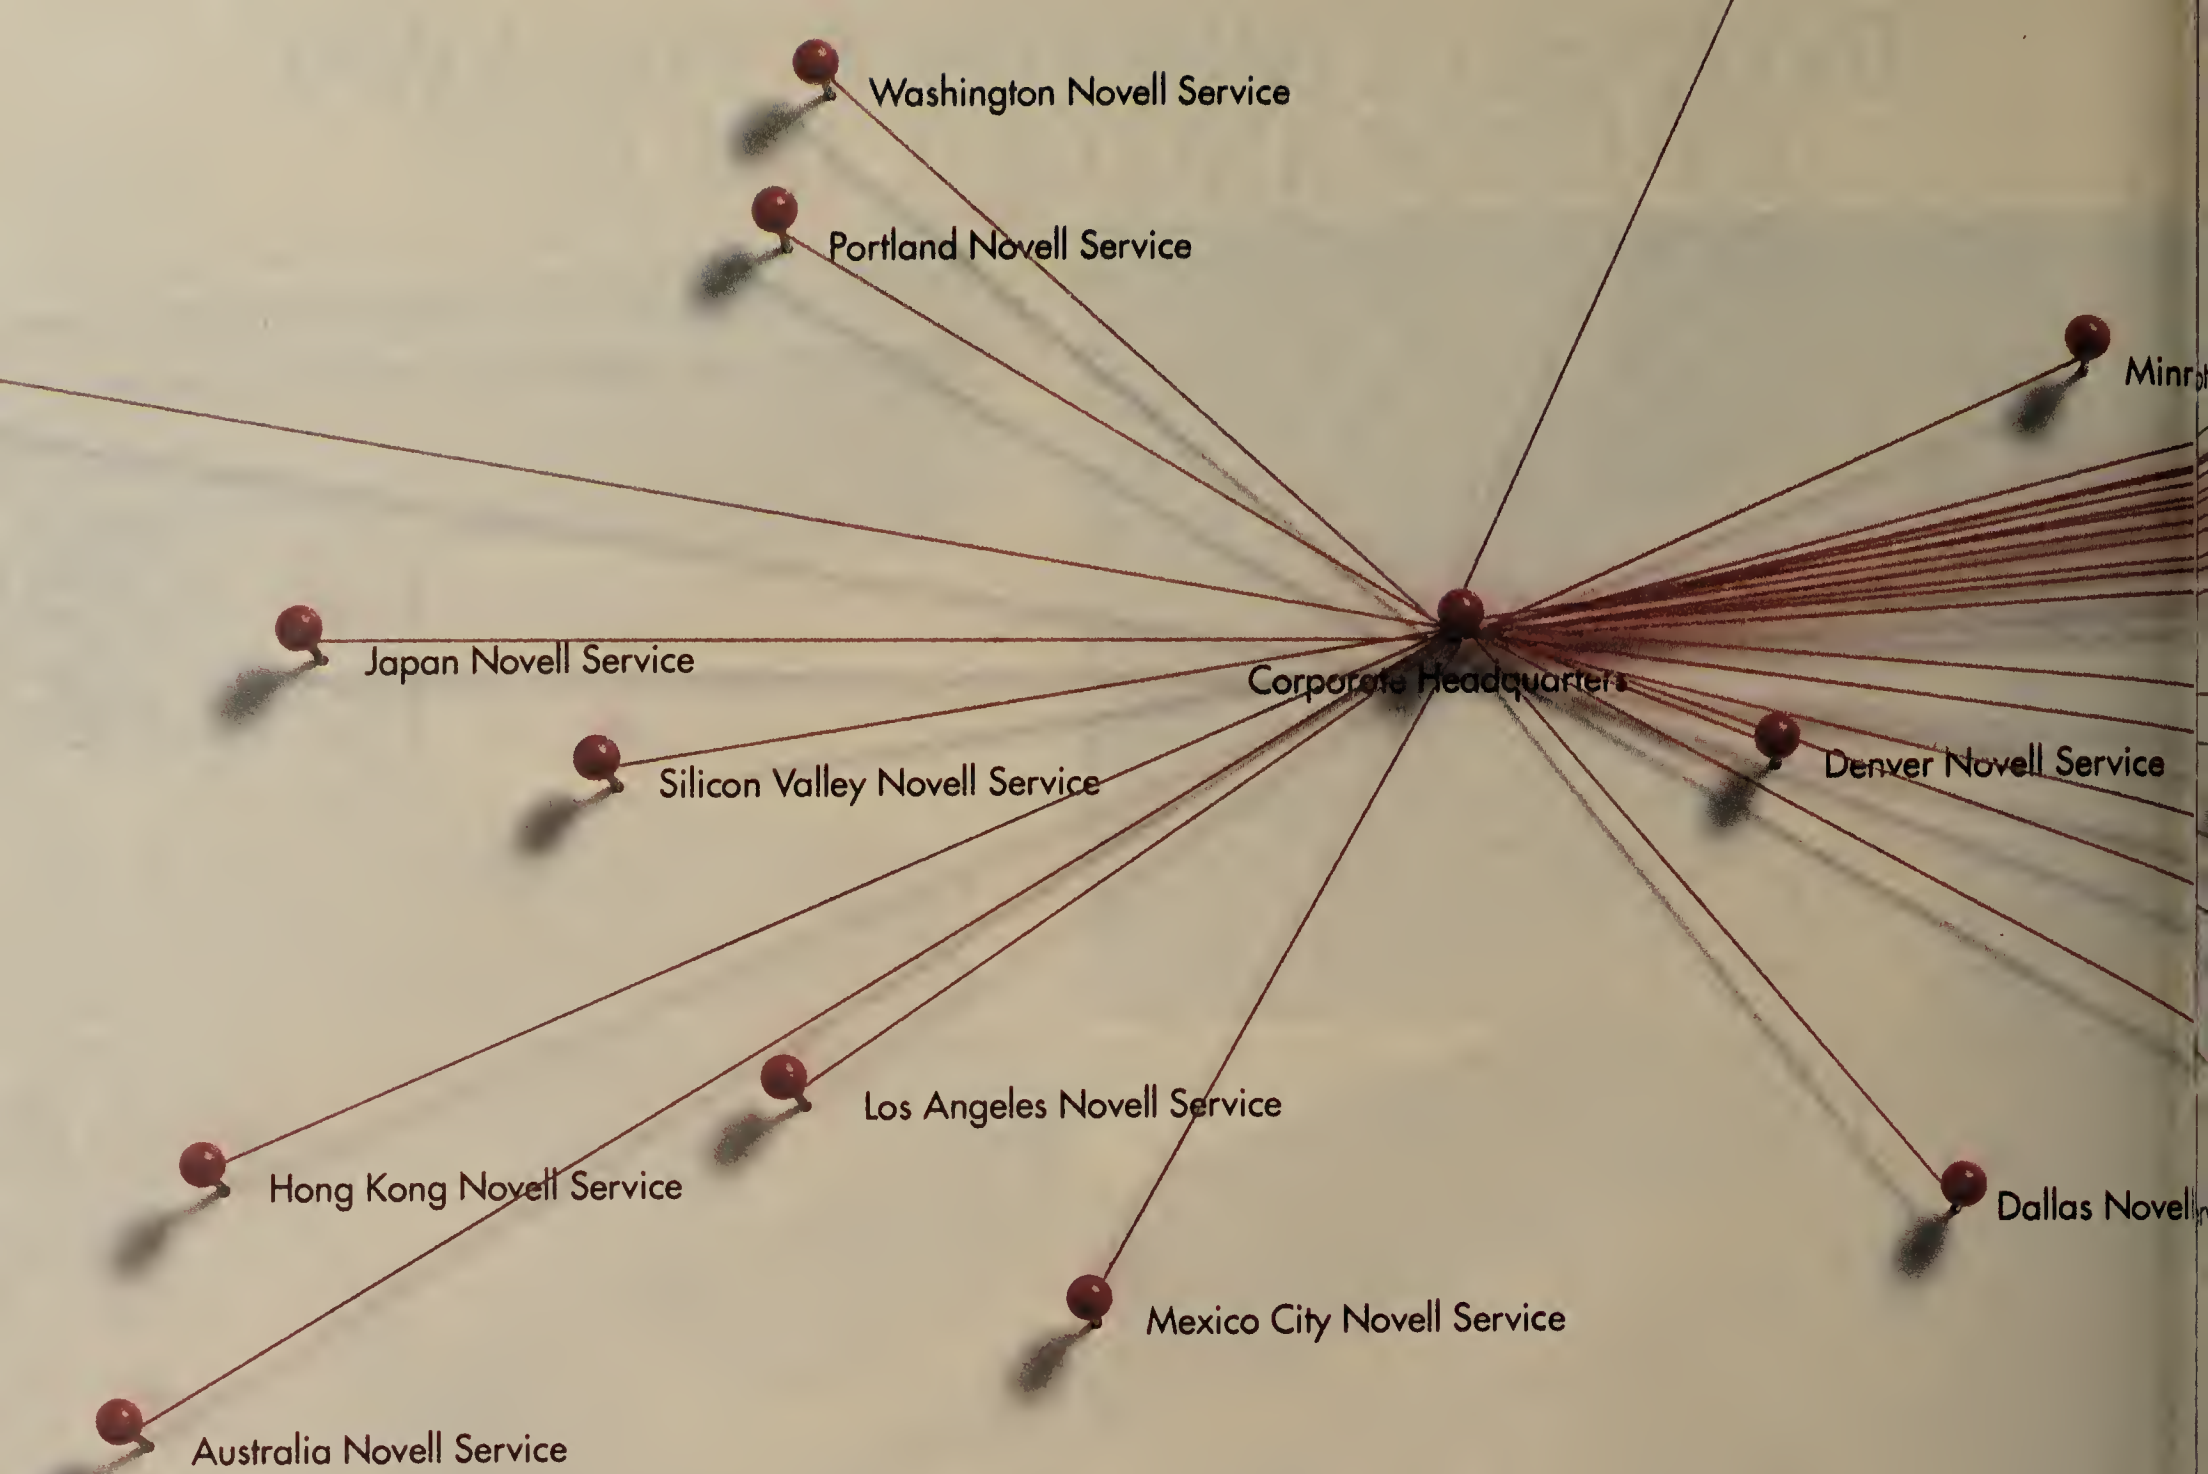 Washington Novell Service
Portland Novell Service
Japan Novell Service
Corporate Headquarters
Silicon Valley Novell Service
Denver Novell Service
Los Angeles Novell Service
Hong Kong Novell Service
Dallas Novell
Mexico City Novell Service
Australia Novell Service